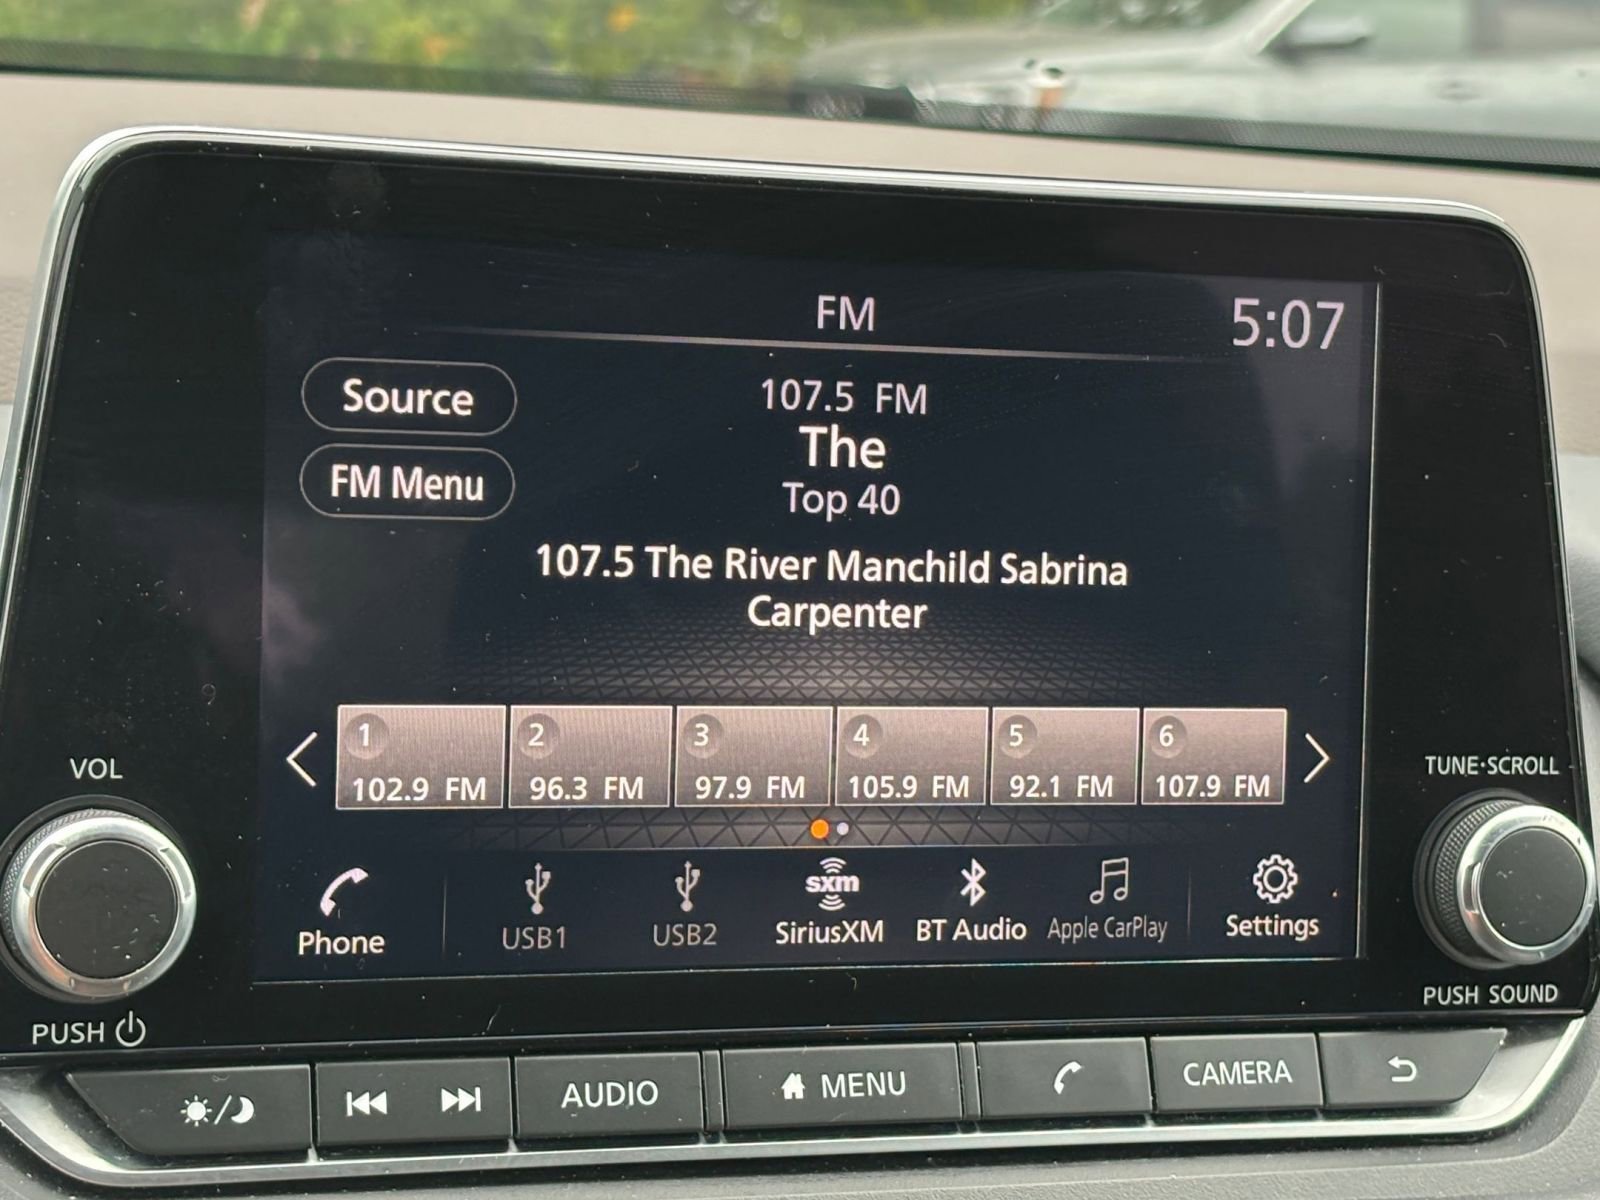 FM
5:07
Source
107.5 FM
The
FM Menu
Top 40
107.5 The River Manchild Sabrina
Carpenter
1
2
3
4
5
6
102.9 FM
96.3 FM
97.9 FM
105.9 FM
92.1 FM
107.9 FM
VOL
TUNE·SCROLL
sxm
Phone
USB1
USB2
SiriusXM
BT Audio
Apple CarPlay
Settings
PUSH
PUSH SOUND
AUDIO
MENU
CAMERA